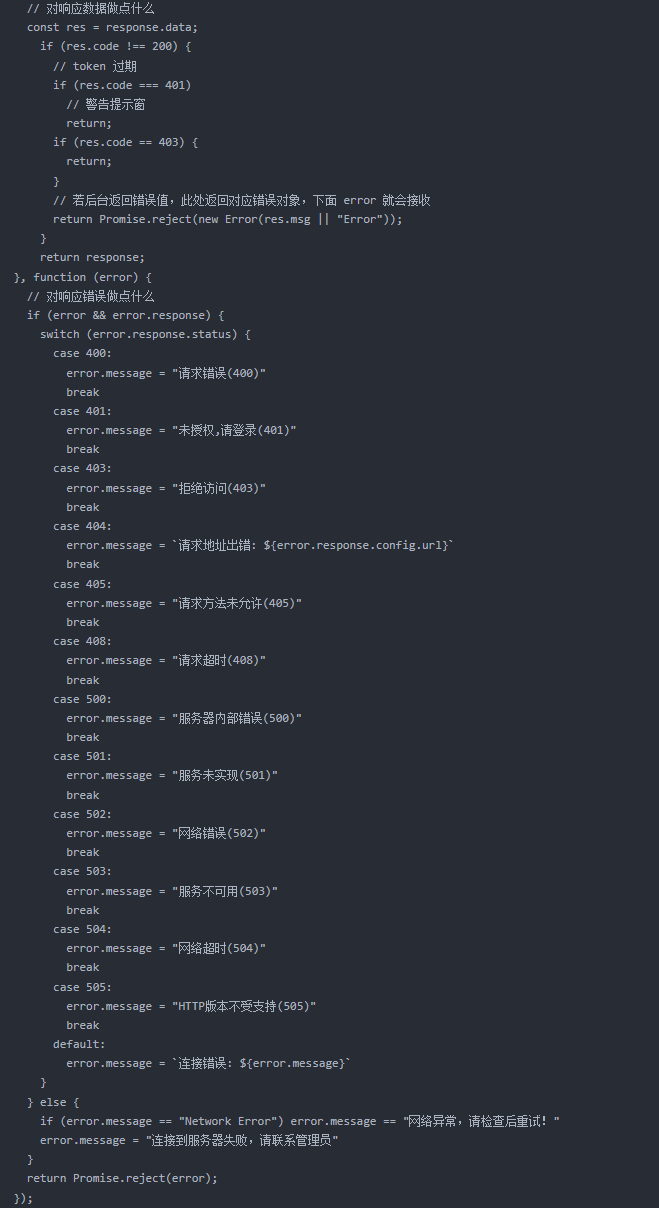 // 对响应数据做点什么
const res = response.data;
if (res.code !== 200) {
// token 过期
if (res.code === 401)
// 警告提示窗
return;
if (res.code == 403) {
return;
}
// 若后台返回错误值，此处返回对应错误对象，下面 error 就会接收
return Promise.reject(new Error(res.msg || "Error"));
}
return response;
}, function (error) {
// 对响应错误做点什么
if (error && error.response) {
switch (error.response.status) {
case 400:
error.message = "请求错误(400)"
break
case 401:
error.message = "未授权,请登录(401)"
break
case 403:
error.message = "拒绝访问(403)"
break
case 404:
error.message = `请求地址出错: ${error.response.config.url}`
break
case 405:
error.message = "请求方法未允许(405)"
break
case 408:
error.message = "请求超时(408)"
break
case 500:
error.message = "服务器内部错误(500)"
break
case 501:
error.message = "服务未实现(501)"
break
case 502:
error.message = "网络错误(502)"
break
case 503:
error.message = "服务不可用(503)"
break
case 504:
error.message = "网络超时(504)"
break
case 505:
error.message = "HTTP版本不受支持(505)"
break
default:
error.message = `连接错误: ${error.message}`
}
} else {
if (error.message == "Network Error") error.message == "网络异常，请检查后重试！"
error.message = "连接到服务器失败，请联系管理员"
}
return Promise.reject(error);
});